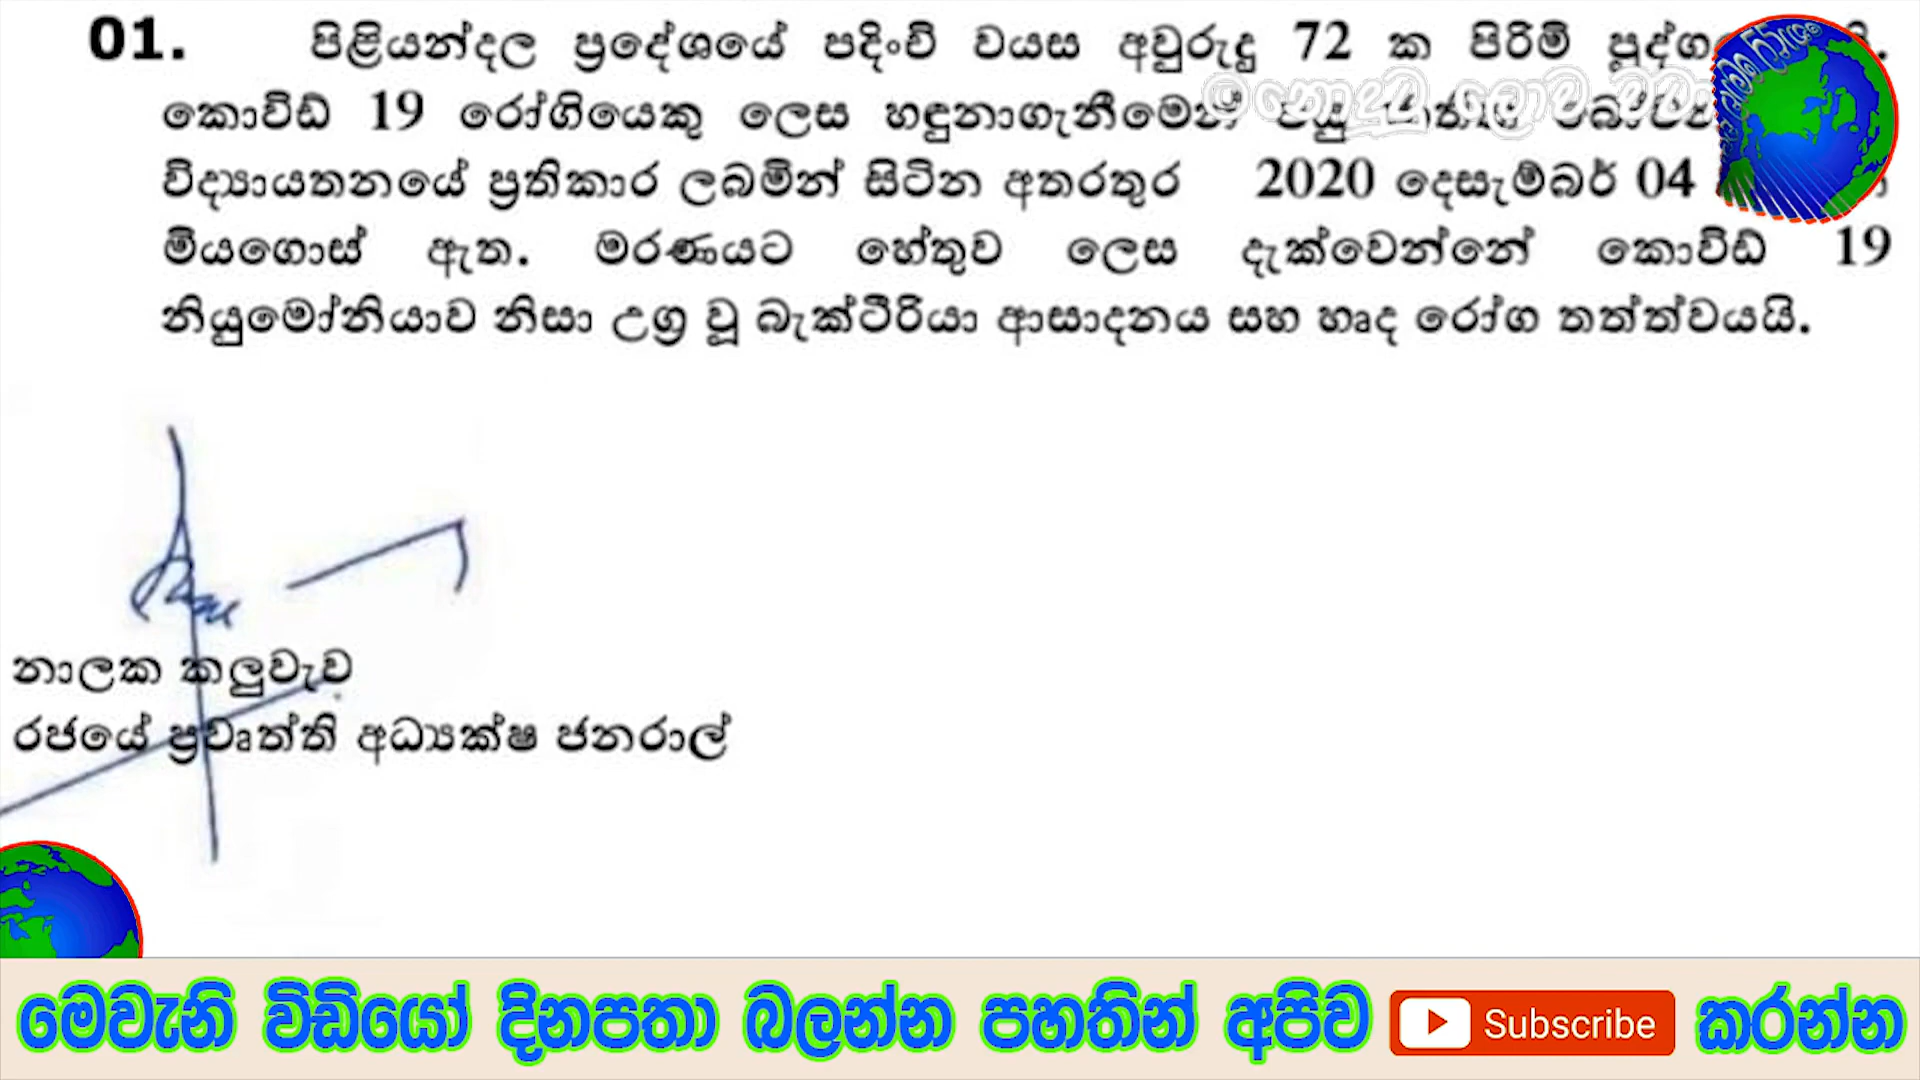 01. පිළියන්දල ප්‍රදේශයේ පදිංචි වයස අවුරුදු 72 ක පිරිමි
කොවිඩ් 19 රෝගියෙකු ලෙස හඳුනාගැනීමෙන්
විද්‍යායතනයේ ප්‍රතිකාර ලබමින් සිටින අතරතුර 2020 දෙසැම්බර් 04
මියගොස් ඇත. මරණයට හේතුව ලෙස දැක්වෙන්නේ කොවිඩ් 19
නියුමෝනියාව නිසා උග්‍ර වූ බැක්ටීරියා ආසාදනය සහ හෘද රෝග තත්ත්වයයි.
නාලක කලුවැව
රජයේ ප්‍රවෘත්ති අධ්‍යක්ෂ ජනරාල්
මෙවැනි විඩියෝ දිනපතා බලන්න පහතින් අපිව Subscribe කරන්න